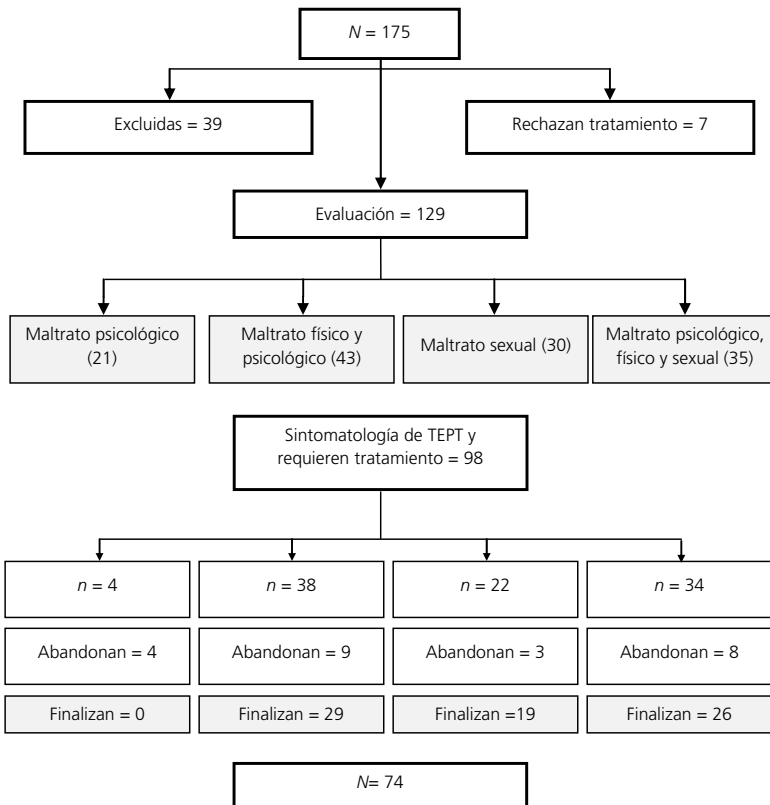 N = 175
Excluidas = 39
Rechazan tratamiento = 7
Evaluación = 129
Maltrato psicológico
(21)
Maltrato físico y
psicológico (43)
Maltrato sexual (30)
Maltrato psicológico,
físico y sexual (35)
Sintomatología de TEPT y
requieren tratamiento = 98
n = 4
n = 38
n = 22
n = 34
Abandonan = 4
Abandonan = 9
Abandonan = 3
Abandonan = 8
Finalizan = 0
Finalizan = 29
Finalizan =19
Finalizan = 26
N= 74